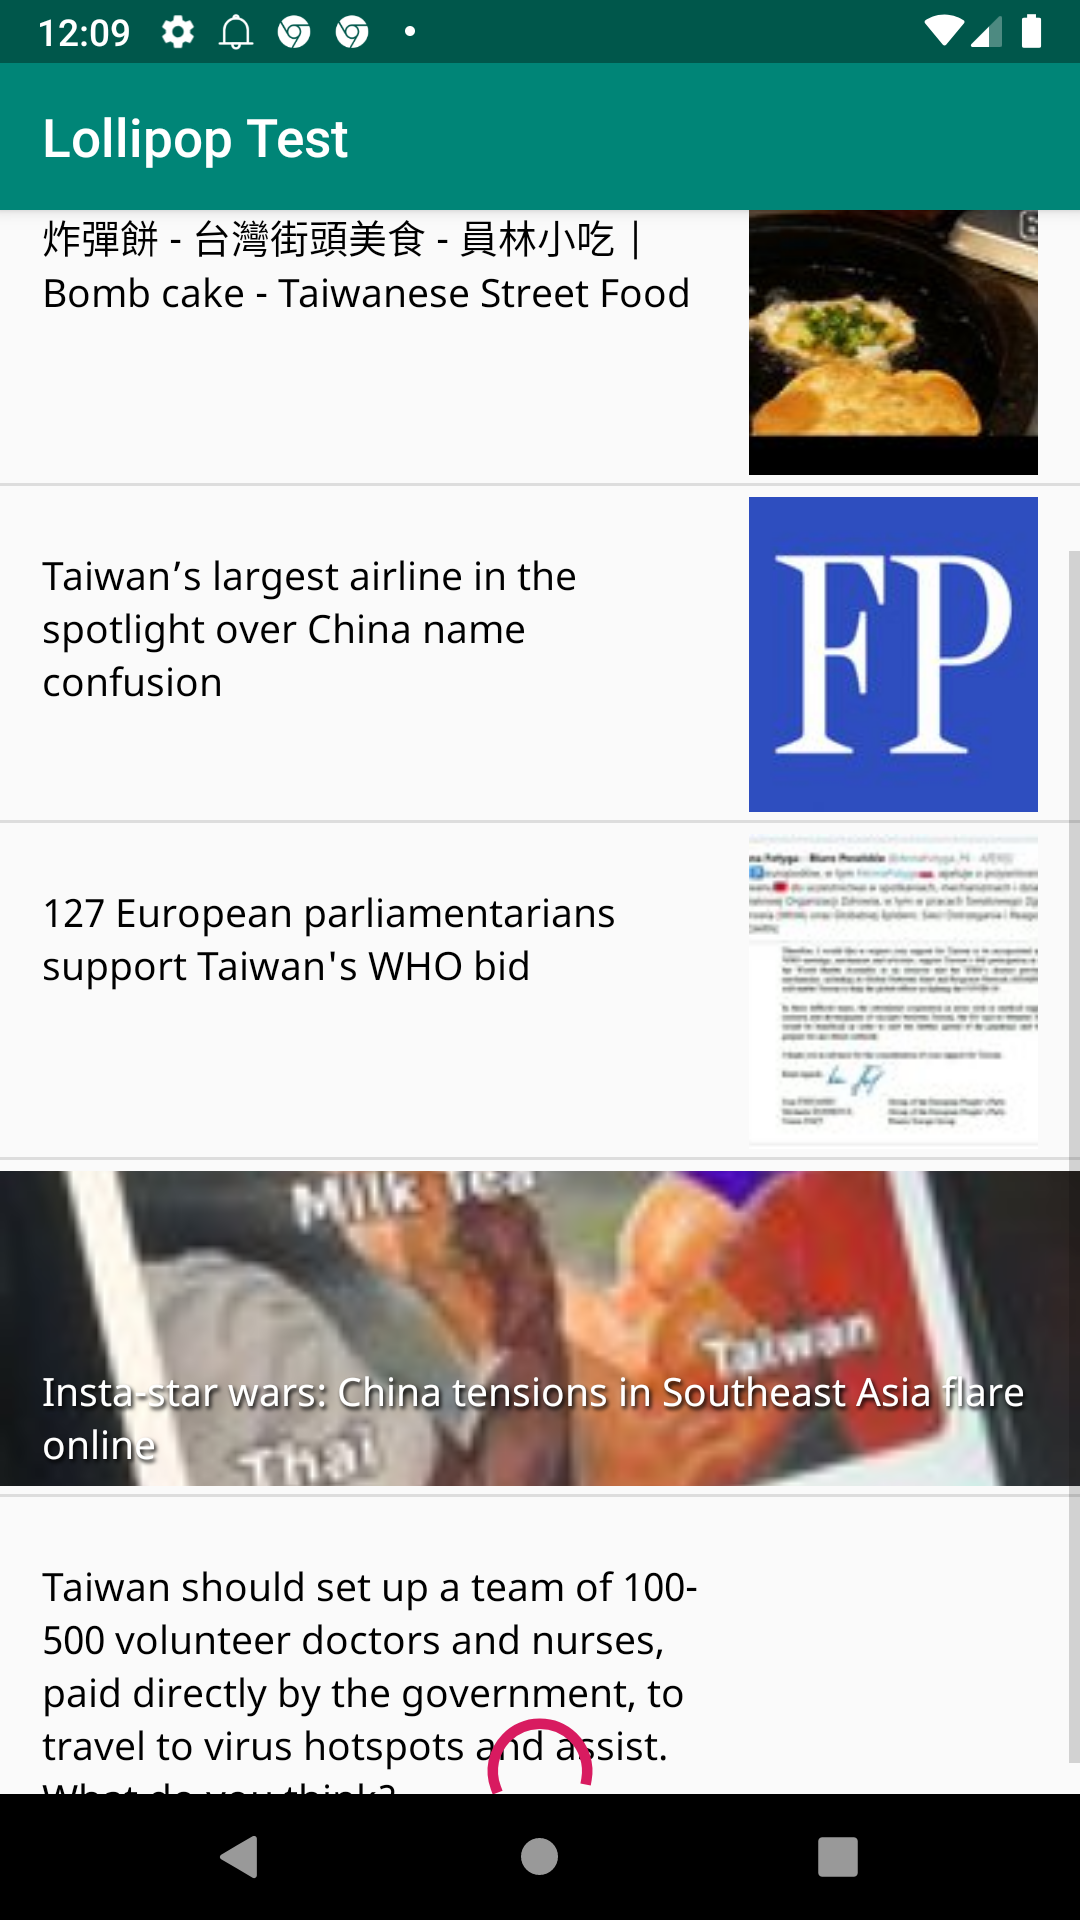 12:09
Lollipop Test
炸彈餅 - 台灣街頭美食 - 員林小吃 |
Bomb cake - Taiwanese Street Food
S
Taiwan’s largest airline in the
spotlight over China name
confusion
FP
127 European parliamentarians
support Taiwan's WHO bid
Milk Tea
Taiwan
Thai
Insta-star wars: China tensions in Southeast Asia flare
online
Taiwan should set up a team of 100-
500 volunteer doctors and nurses,
paid directly by the government, to
travel to virus hotspots and assist.
What do you think?